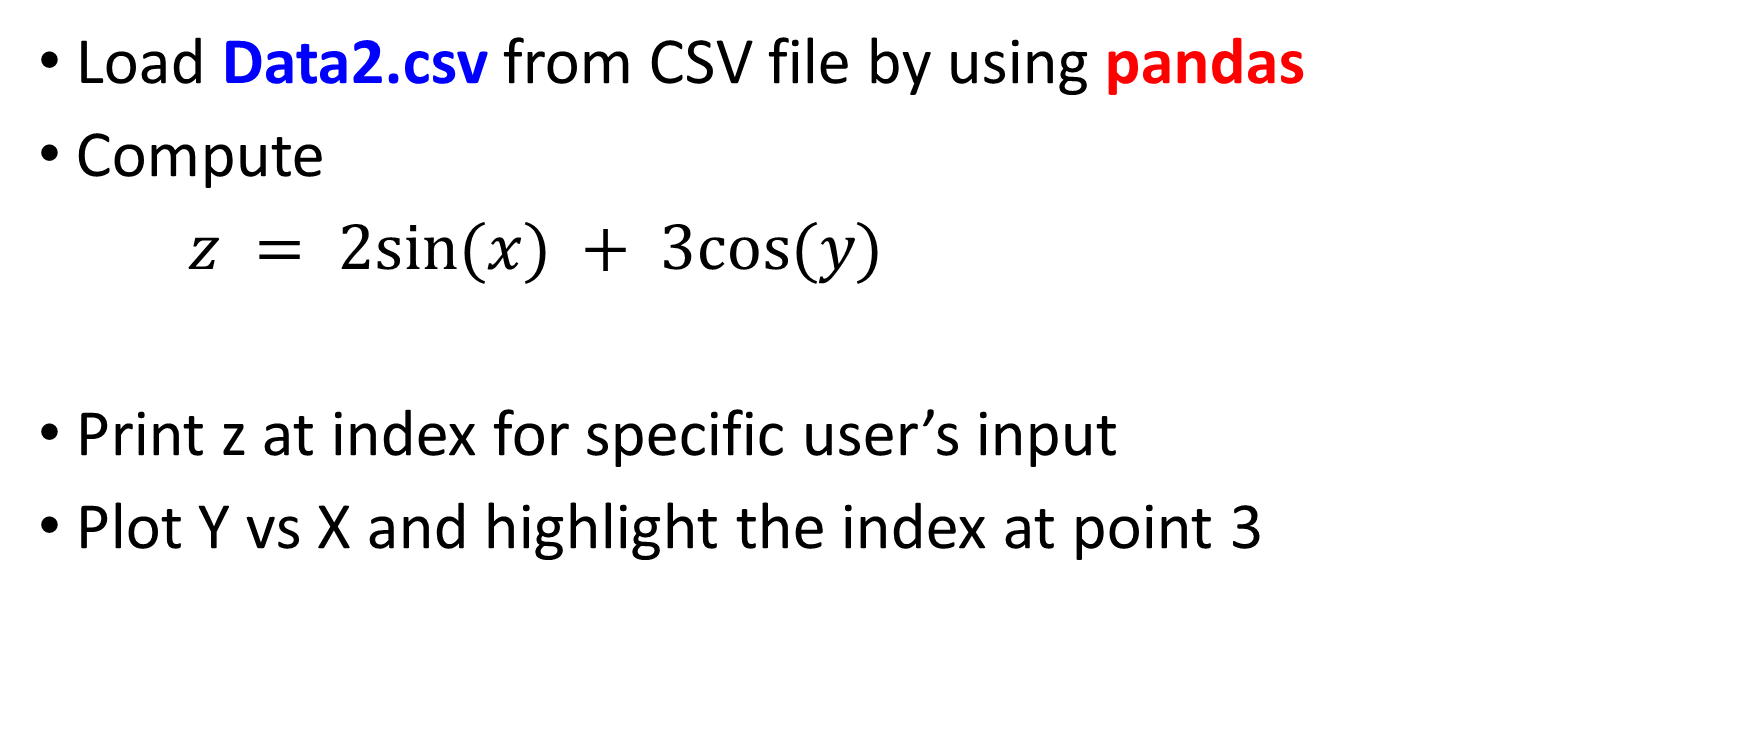 • Load Data2.csv from CSV file by using pandas
• Compute
z = 2sin(x) + 3cos(y)
• Print z at index for specific user’s input
• Plot Y vs X and highlight the index at point 3